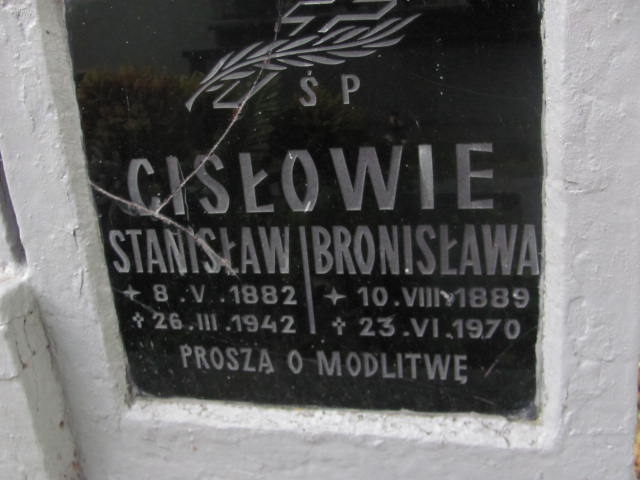 ŚP
CISŁOWIE
STANISŁAW BRONISŁAWA
8.V.1882 10.VIII.1889
26.III.1942 23.VI.1970
PROSZĄ O MODLITWĘ